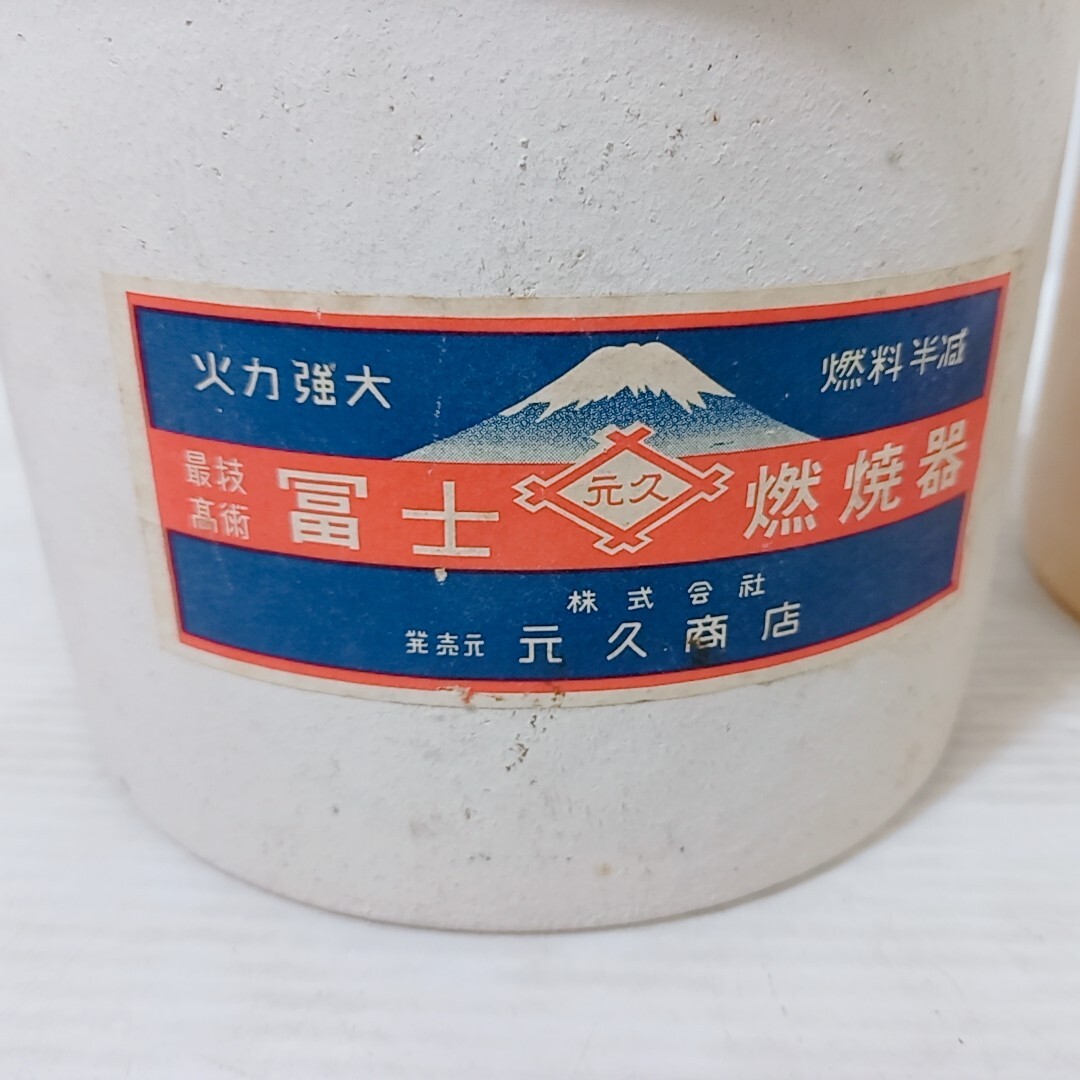 火力強大
燃料半減
最高技術
冨士
元久
燃焼器
株式会社
発売元 元久商店